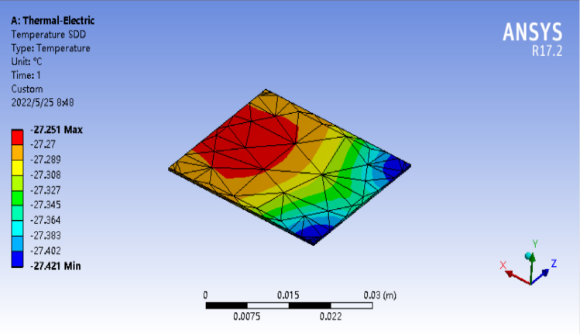 A: Thermal-Electric
Temperature SDD
Type: Temperature
Unit: °C
Time: 1
Custom
2022/5/25 8:48
ANSYS
R17.2
-27.251 Max
-27.27
-27.289
-27.308
-27.327
-27.345
-27.364
-27.383
-27.402
-27.421 Min
Y
X
Z
0
0.015
0.03 (m)
0.0075
0.022